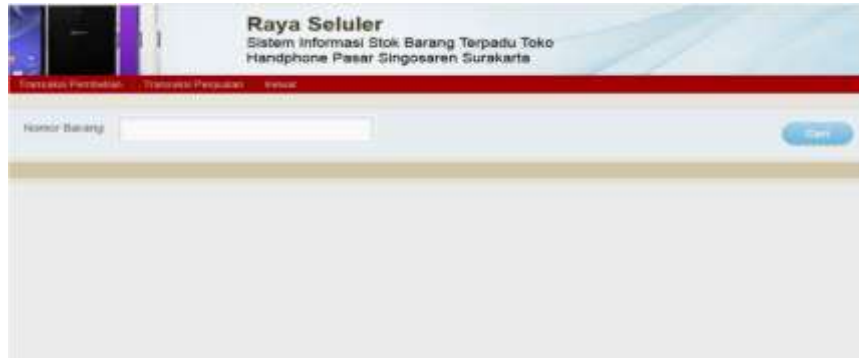 Raya Seluler
Sistem Informasi Stok Barang Terpadu Toko
Handphone Pasar Singosaren Surakarta
Transaksi Pembelian Transaksi Penjualan Keluar
Nomor Barang
Cari